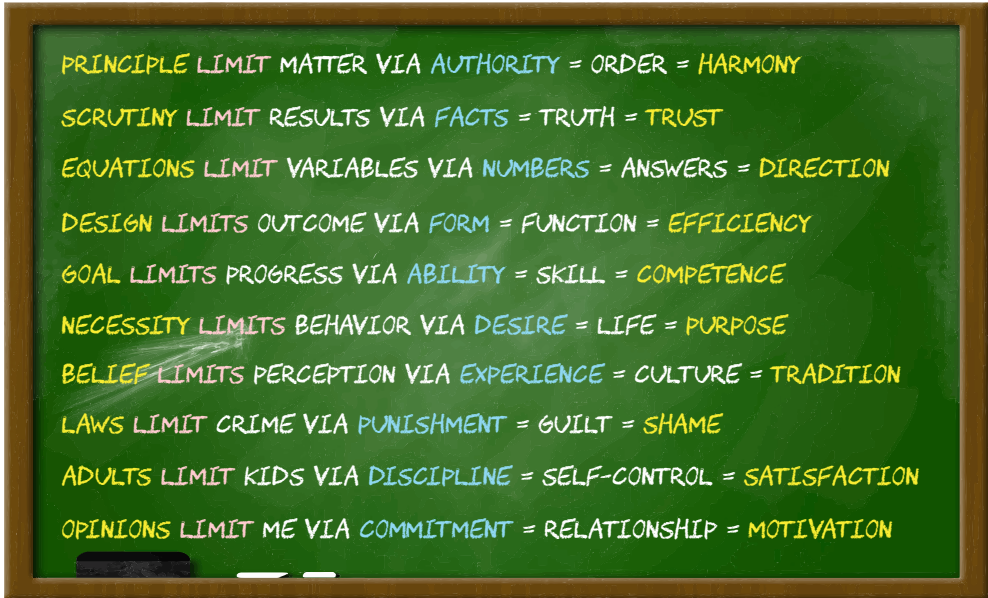 PRINCIPLE LIMIT MATTER VIA AUTHORITY = ORDER = HARMONY
SCRUTINY LIMIT RESULTS VIA FACTS = TRUTH = TRUST
EQUATIONS LIMIT VARIABLES VIA NUMBERS = ANSWERS = DIRECTION
DESIGN LIMITS OUTCOME VIA FORM = FUNCTION = EFFICIENCY
GOAL LIMITS PROGRESS VIA ABILITY = SKILL = COMPETENCE
NECESSITY LIMITS BEHAVIOR VIA DESIRE = LIFE = PURPOSE
BELIEF LIMITS PERCEPTION VIA EXPERIENCE = CULTURE = TRADITION
LAWS LIMIT CRIME VIA PUNISHMENT = GUILT = SHAME
ADULTS LIMIT KIDS VIA DISCIPLINE = SELF-CONTROL = SATISFACTION
OPINIONS LIMIT ME VIA COMMITMENT = RELATIONSHIP = MOTIVATION